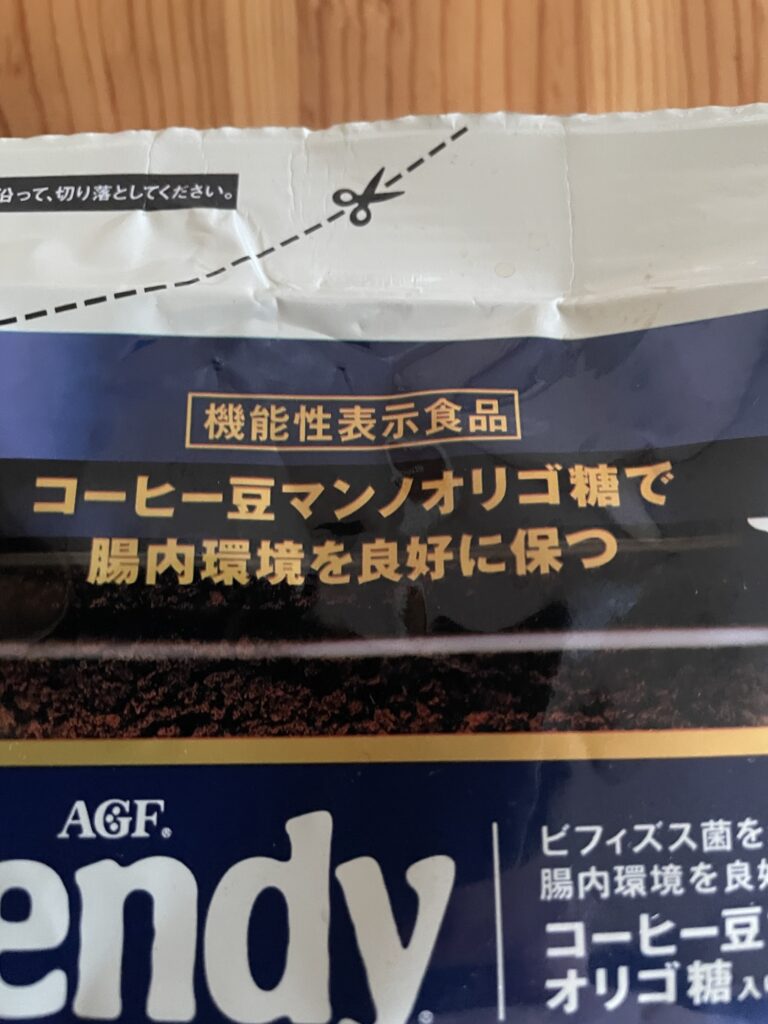 沿って、切り落としてください。
機能性表示食品
コーヒー豆マンノオリゴ糖で
腸内環境を良好に保つ
AGF®
endy
ビフィズス菌を
腸内環境を良好
コーヒー豆
オリゴ糖入